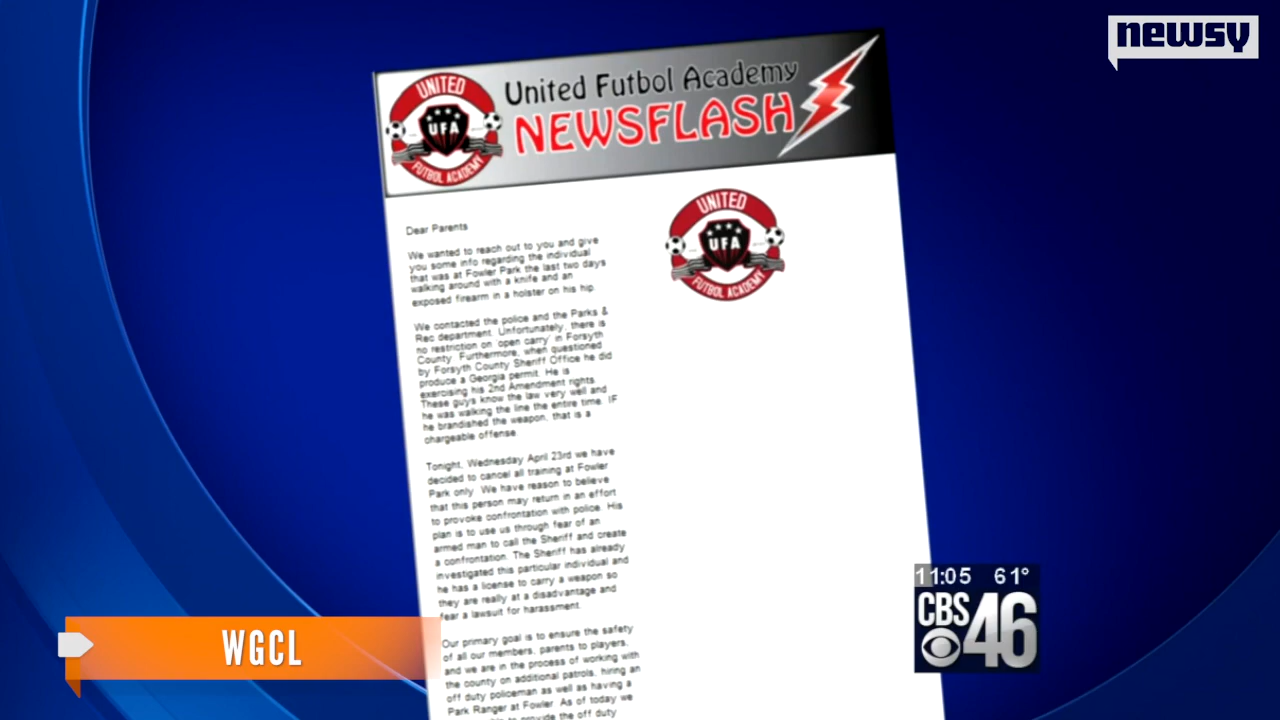 newsy
United Futbol Academy
NEWSFLASH
UNITED
UFA
FUTBOL ACADEMY
UNITED
UFA
FUTBOL ACADEMY
Dear Parents
We wanted to reach out to you and give
you some info regarding the individual
that was at Fowler Park the last two days
walking around with a knife and an
exposed firearm in a holster on his hip.
We contacted the police and the Parks &
Rec department. Unfortunately, there is
no restriction on 'open carry' in Forsyth
County. Furthermore, when questioned
by Forsyth County Sheriff Office he did
produce a Georgia permit. He is
exercising his 2nd Amendment rights.
These guys know the law very well and
he was walking the line the entire time. IF
he brandished the weapon, that is a
chargeable offense.
Tonight, Wednesday April 23rd we have
decided to cancel all training at Fowler
Park only. We have reason to believe
that this person may return in an effort
to provoke confrontation with police. His
plan is to use us through fear of an
armed man to call the Sheriff and create
a confrontation. The Sheriff has already
investigated this particular individual and
he has a license to carry a weapon so
they are really at a disadvantage and
fear a lawsuit for harassment.
Our primary goal is to ensure the safety
of all our members, parents to players,
and we are in the process of working with
the county on additional patrols, hiring an
off duty policeman as well as having a
Park Ranger at Fowler. As of today we
to provide the off duty
WGCL
11:05 61°
CBS 46